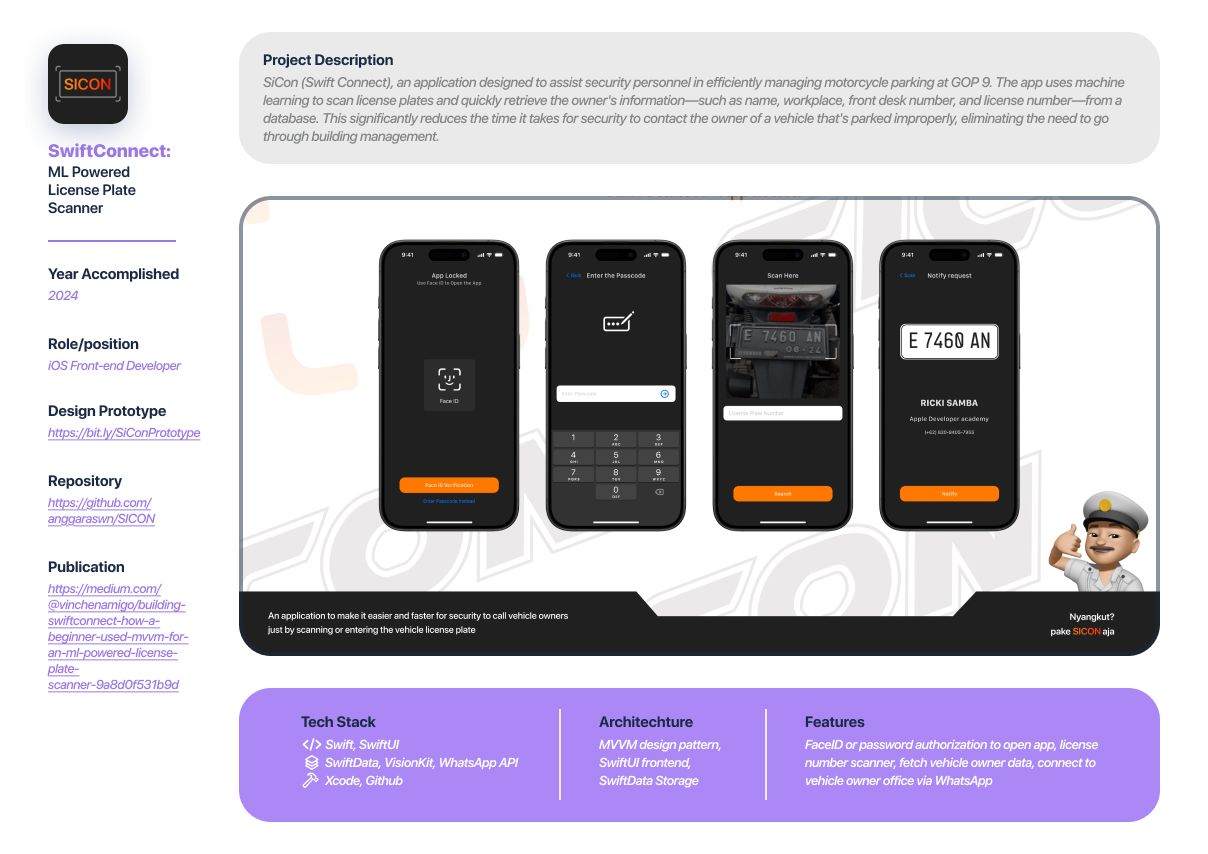 SICON
SwiftConnect:
ML Powered
License Plate
Scanner
Year Accomplished
2024
Role/position
iOS Front-end Developer
Design Prototype
https://bit.ly/SiConPrototype
Repository
https://github.com/
anggaraswn/SICON
Publication
https://medium.com/
@vinchenamigo/building-
swiftconnect-how-a-
beginner-used-mvvm-for-
an-ml-powered-license-
plate-
scanner-9a8d0f531b9d
Project Description
SiCon (Swift Connect), an application designed to assist security personnel in efficiently managing motorcycle parking at GOP 9. The app uses machine
learning to scan license plates and quickly retrieve the owner's information—such as name, workplace, front desk number, and license number—from a
database. This significantly reduces the time it takes for security to contact the owner of a vehicle that's parked improperly, eliminating the need to go
through building management.
9:41
App Locked
Use Face ID to Open the App
Face ID
Face ID Verification
Enter Passcode Instead
9:41
Back
Enter the Passcode
Enter Passcode
1 2 ABC 3 DEF
4 GHI 5 JKL 6 MNO
7 PQRS 8 TUV 9 WXYZ
0
9:41
Scan Here
E 7460 AN
08-24
License Plate Number
Search
9:41
Scan
Notify request
E 7460 AN
RICKI SAMBA
Apple Developer academy
(+62) 820-8405-7955
Notify
An application to make it easier and faster for security to call vehicle owners
just by scanning or entering the vehicle license plate
Nyangkut?
pake SICON aja
Tech Stack
Swift, SwiftUI
SwiftData, VisionKit, WhatsApp API
Xcode, Github
Architechture
MVVM design pattern,
SwiftUI frontend,
SwiftData Storage
Features
FaceID or password authorization to open app, license
number scanner, fetch vehicle owner data, connect to
vehicle owner office via WhatsApp